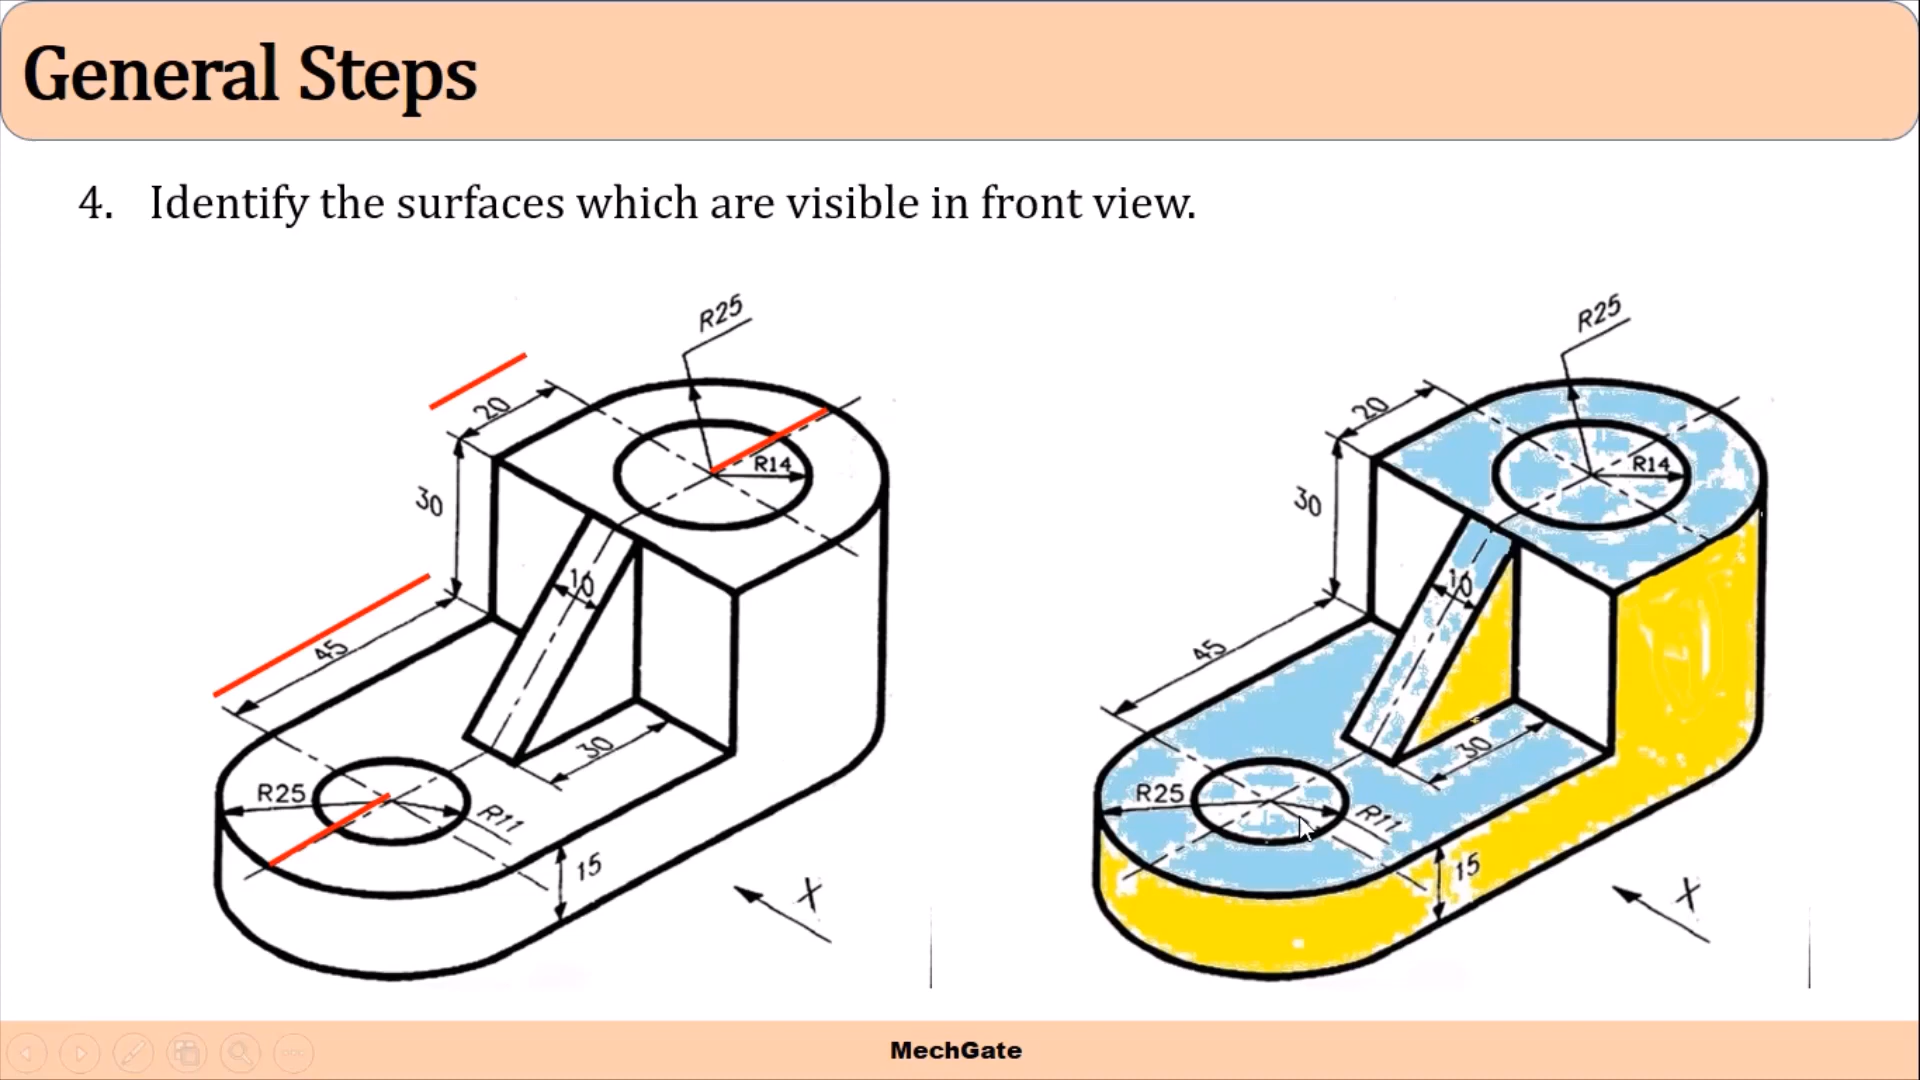 General Steps
4. Identify the surfaces which are visible in front view.
R25
20
R14
30
10
45
30
R25
R11
15
X
R25
20
R14
30
10
45
30
R25
R11
15
X
MechGate